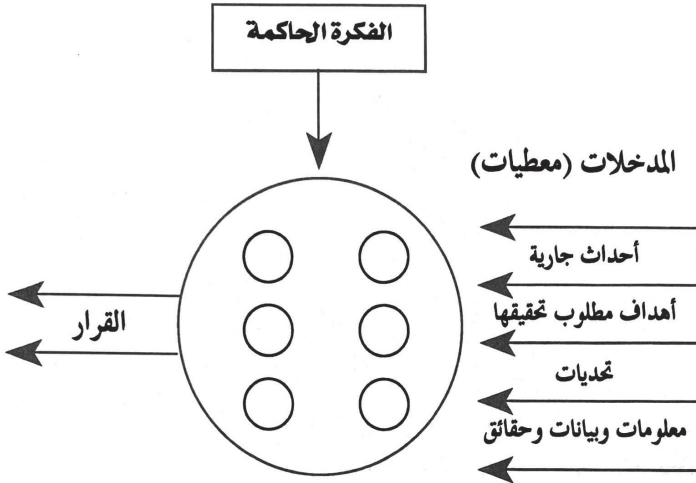 الفكرة الحاكمة
المدخلات (معطيات)
أحداث جارية
أهداف مطلوب تحقيقها
تحديات
معلومات وبيانات وحقائق
القرار